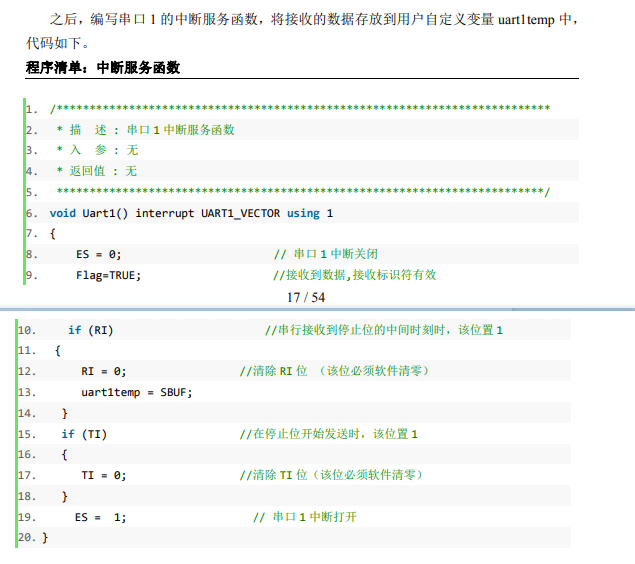 之后，编写串口 1 的中断服务函数，将接收的数据存放到用户自定义变量 uart1temp 中，
代码如下。
程序清单：中断服务函数
1. /***************************************************************************
2. * 描 述 : 串口 1 中断服务函数
3. * 入 参 : 无
4. * 返回值 : 无
5. **************************************************************************/
6. void Uart1() interrupt UART1_VECTOR using 1
7. {
8. ES = 0; // 串口 1 中断关闭
9. Flag=TRUE; //接收到数据,接收标识符有效
17 / 54
10. if (RI) //串行接收到停止位的中间时刻时，该位置 1
11. {
12. RI = 0; //清除 RI 位 （该位必须软件清零）
13. uart1temp = SBUF;
14. }
15. if (TI) //在停止位开始发送时，该位置 1
16. {
17. TI = 0; //清除 TI 位（该位必须软件清零）
18. }
19. ES = 1; // 串口 1 中断打开
20. }